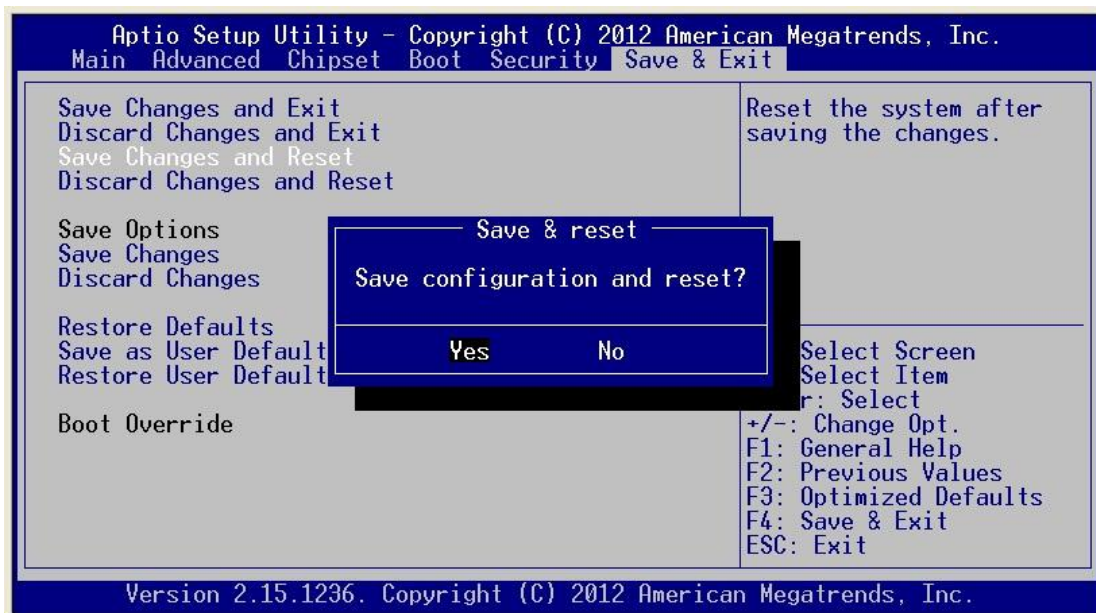 Aptio Setup Utility – Copyright (C) 2012 American Megatrends, Inc.
Main Advanced Chipset Boot Security Save & Exit
Save Changes and Exit
Discard Changes and Exit
Save Changes and Reset
Discard Changes and Reset
Save Options
Save Changes
Discard Changes
Restore Defaults
Save as User Default
Restore User Default
Boot Override
Save & reset
Save configuration and reset?
Yes No
Reset the system after
saving the changes.
Select Screen
Select Item
r: Select
+/-: Change Opt.
F1: General Help
F2: Previous Values
F3: Optimized Defaults
F4: Save & Exit
ESC: Exit
Version 2.15.1236. Copyright (C) 2012 American Megatrends, Inc.